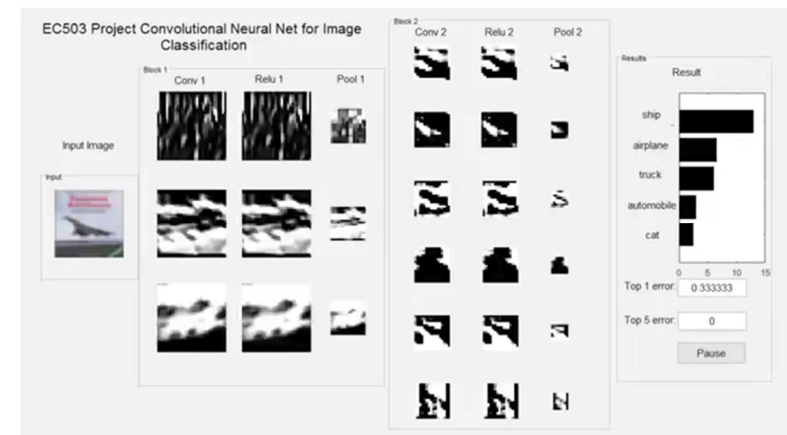 EC503 Project Convolutional Neural Net for Image
Classification
Input Image
Input
Block 1
Conv 1 Relu 1 Pool 1
Block 2
Conv 2 Relu 2 Pool 2
Results
Result
ship
airplane
truck
automobile
cat
0 5 10 15
Top 1 error: 0.333333
Top 5 error: 0
Pause